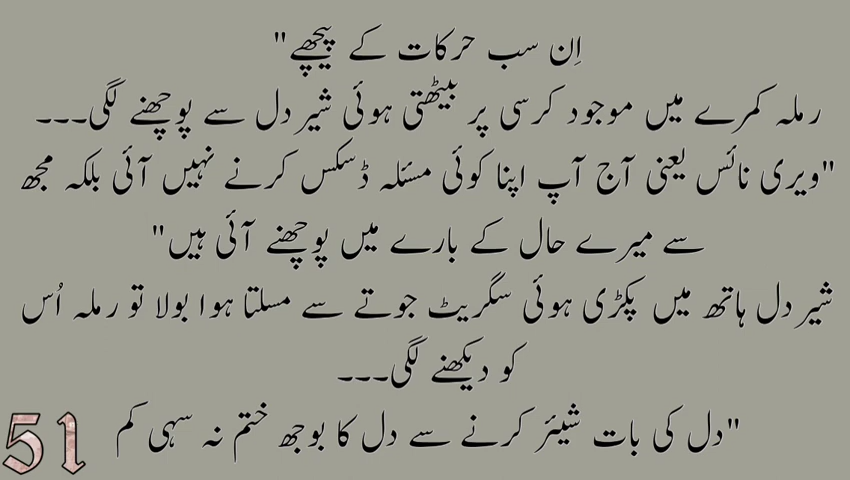 اِن سب حرکات کے پیچھے"
رملہ کمرے میں موجود کرسی پر بیٹھتی ہوئی شیر دل سے پوچھنے لگی۔۔۔
"ویری نائس یعنی آج آپ اپنا کوئی مسئلہ ڈسکس کرنے نہیں آئی بلکہ مجھ
سے میرے حال کے بارے میں پوچھنے آئی ہیں"
شیر دل ہاتھ میں پکڑی ہوئی سگریٹ جوتے سے مسلتا ہوا بولا تو رملہ اُس
کو دیکھنے لگی۔۔۔
"دل کی بات شیئر کرنے سے دل کا بوجھ ختم نہ سہی کم
51